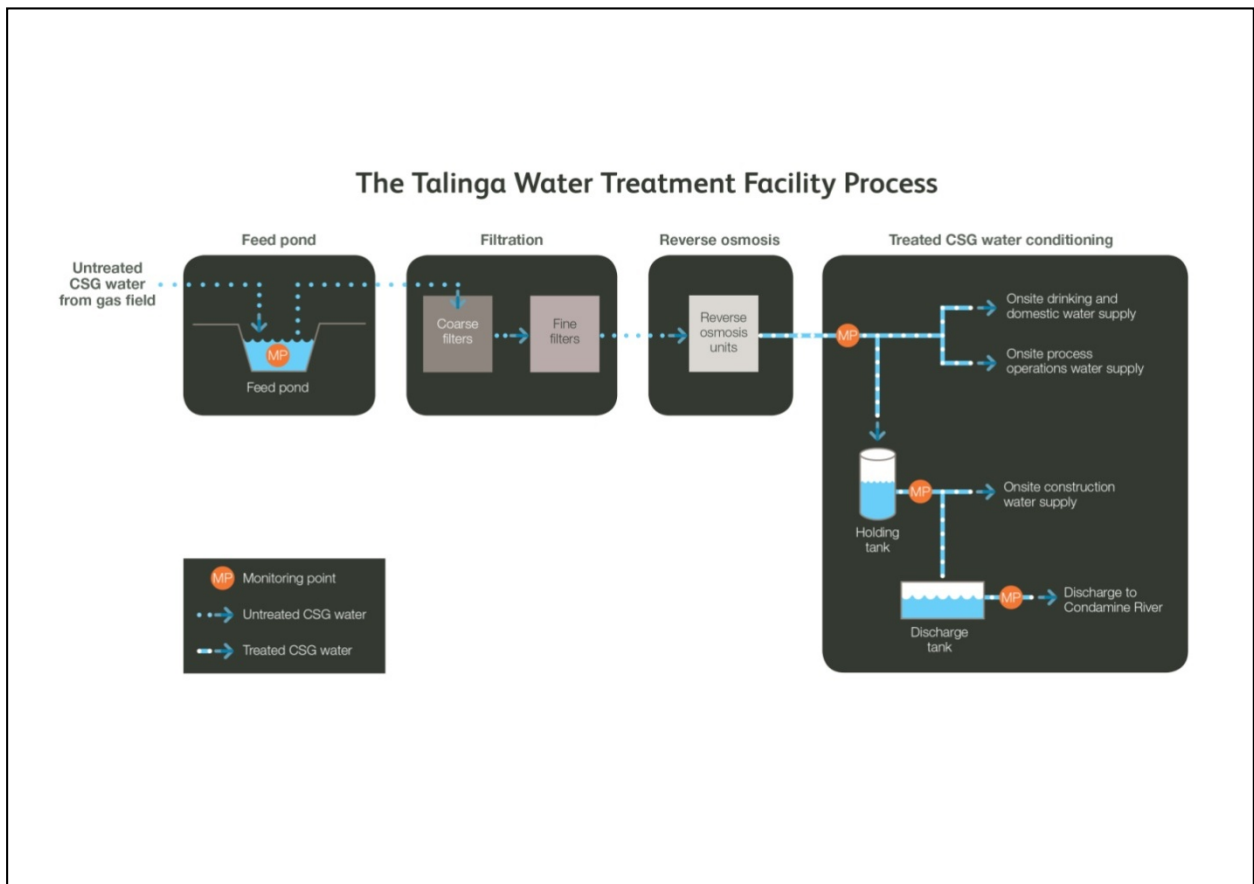 The Talinga Water Treatment Facility Process
Feed pond
Filtration
Reverse osmosis
Treated CSG water conditioning
Untreated
CSG water
from gas field
MP
Feed pond
Coarse
filters
Fine
filters
Reverse
osmosis
units
MP
Onsite drinking and
domestic water supply
Onsite process
operations water supply
Holding
tank
MP
Onsite construction
water supply
Discharge
tank
MP
Discharge to
Condamine River
MP Monitoring point
Untreated CSG water
Treated CSG water